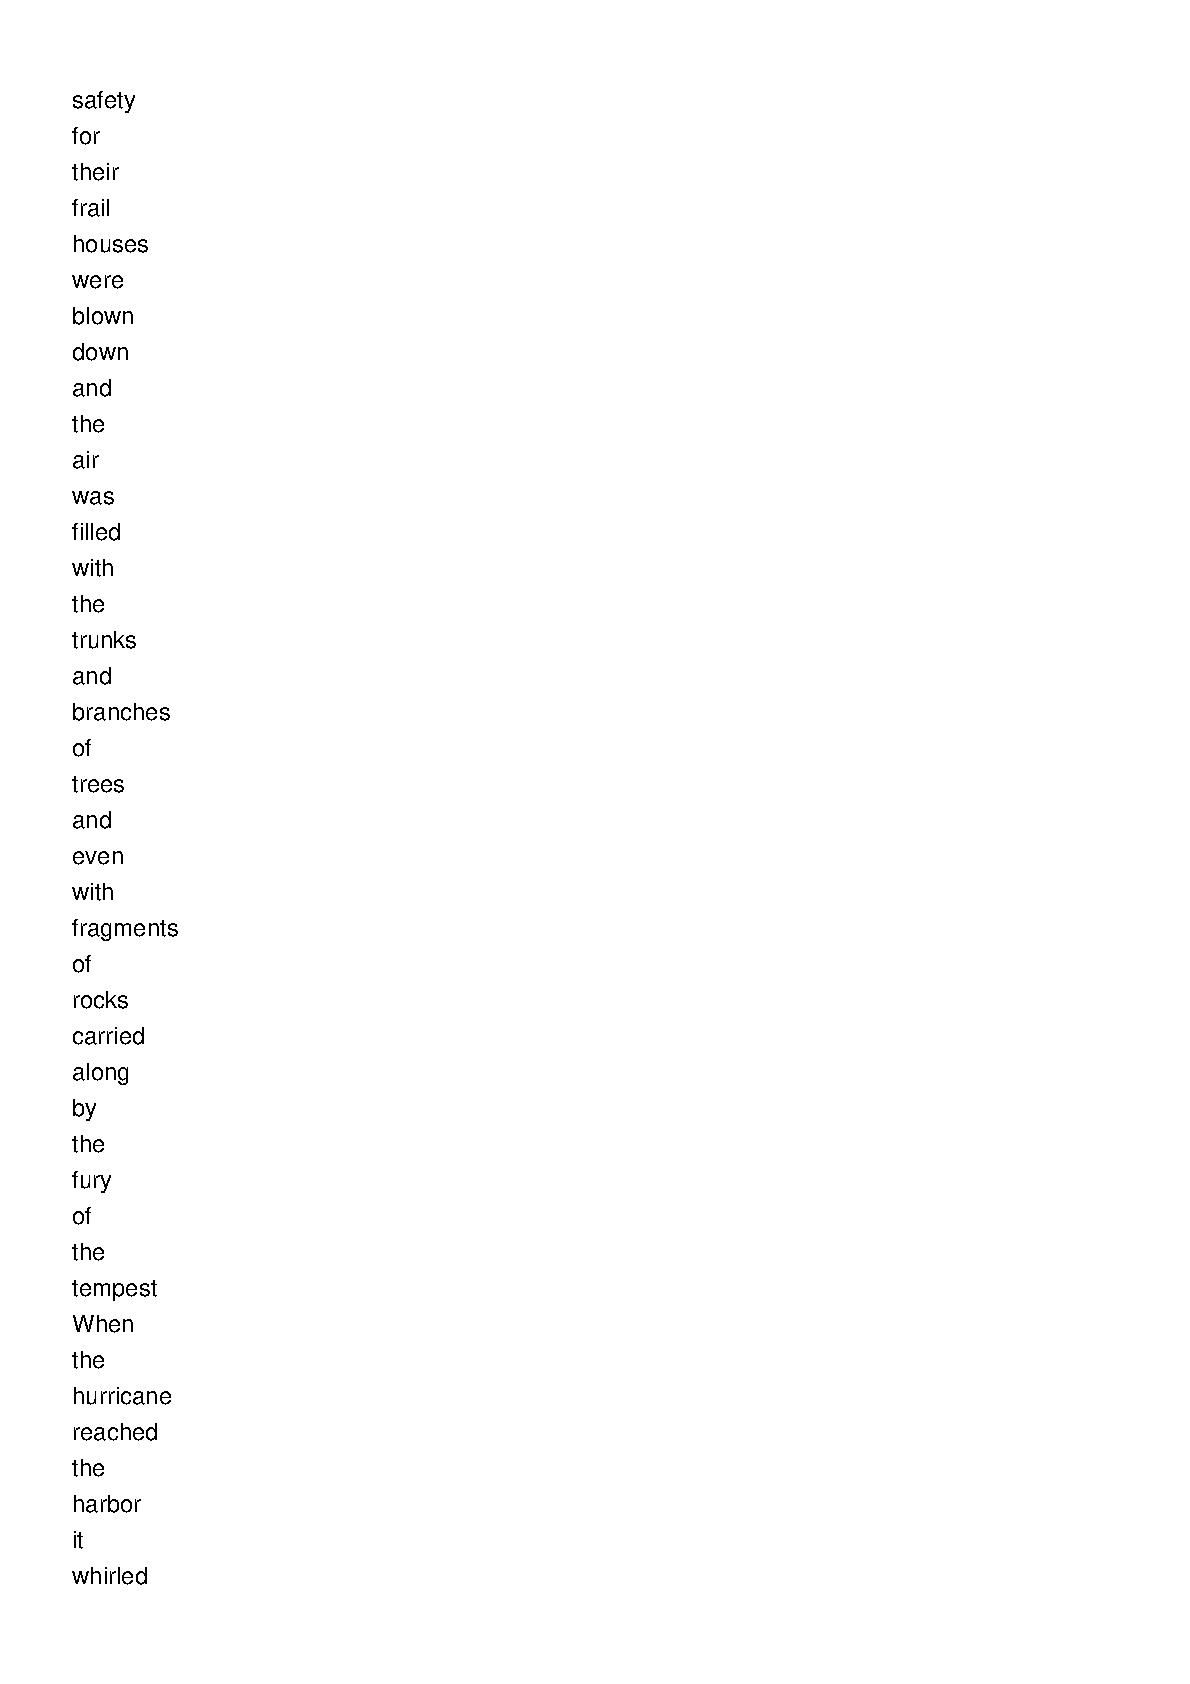 safety
for
their
frail
houses
were
blown
down
and
the
air
was
filled
with
the
trunks
and
branches
of
trees
and
even
with
fragments
of
rocks
carried
along
by
the
fury
of
the
tempest
When
the
hurricane
reached
the
harbor
it
whirled